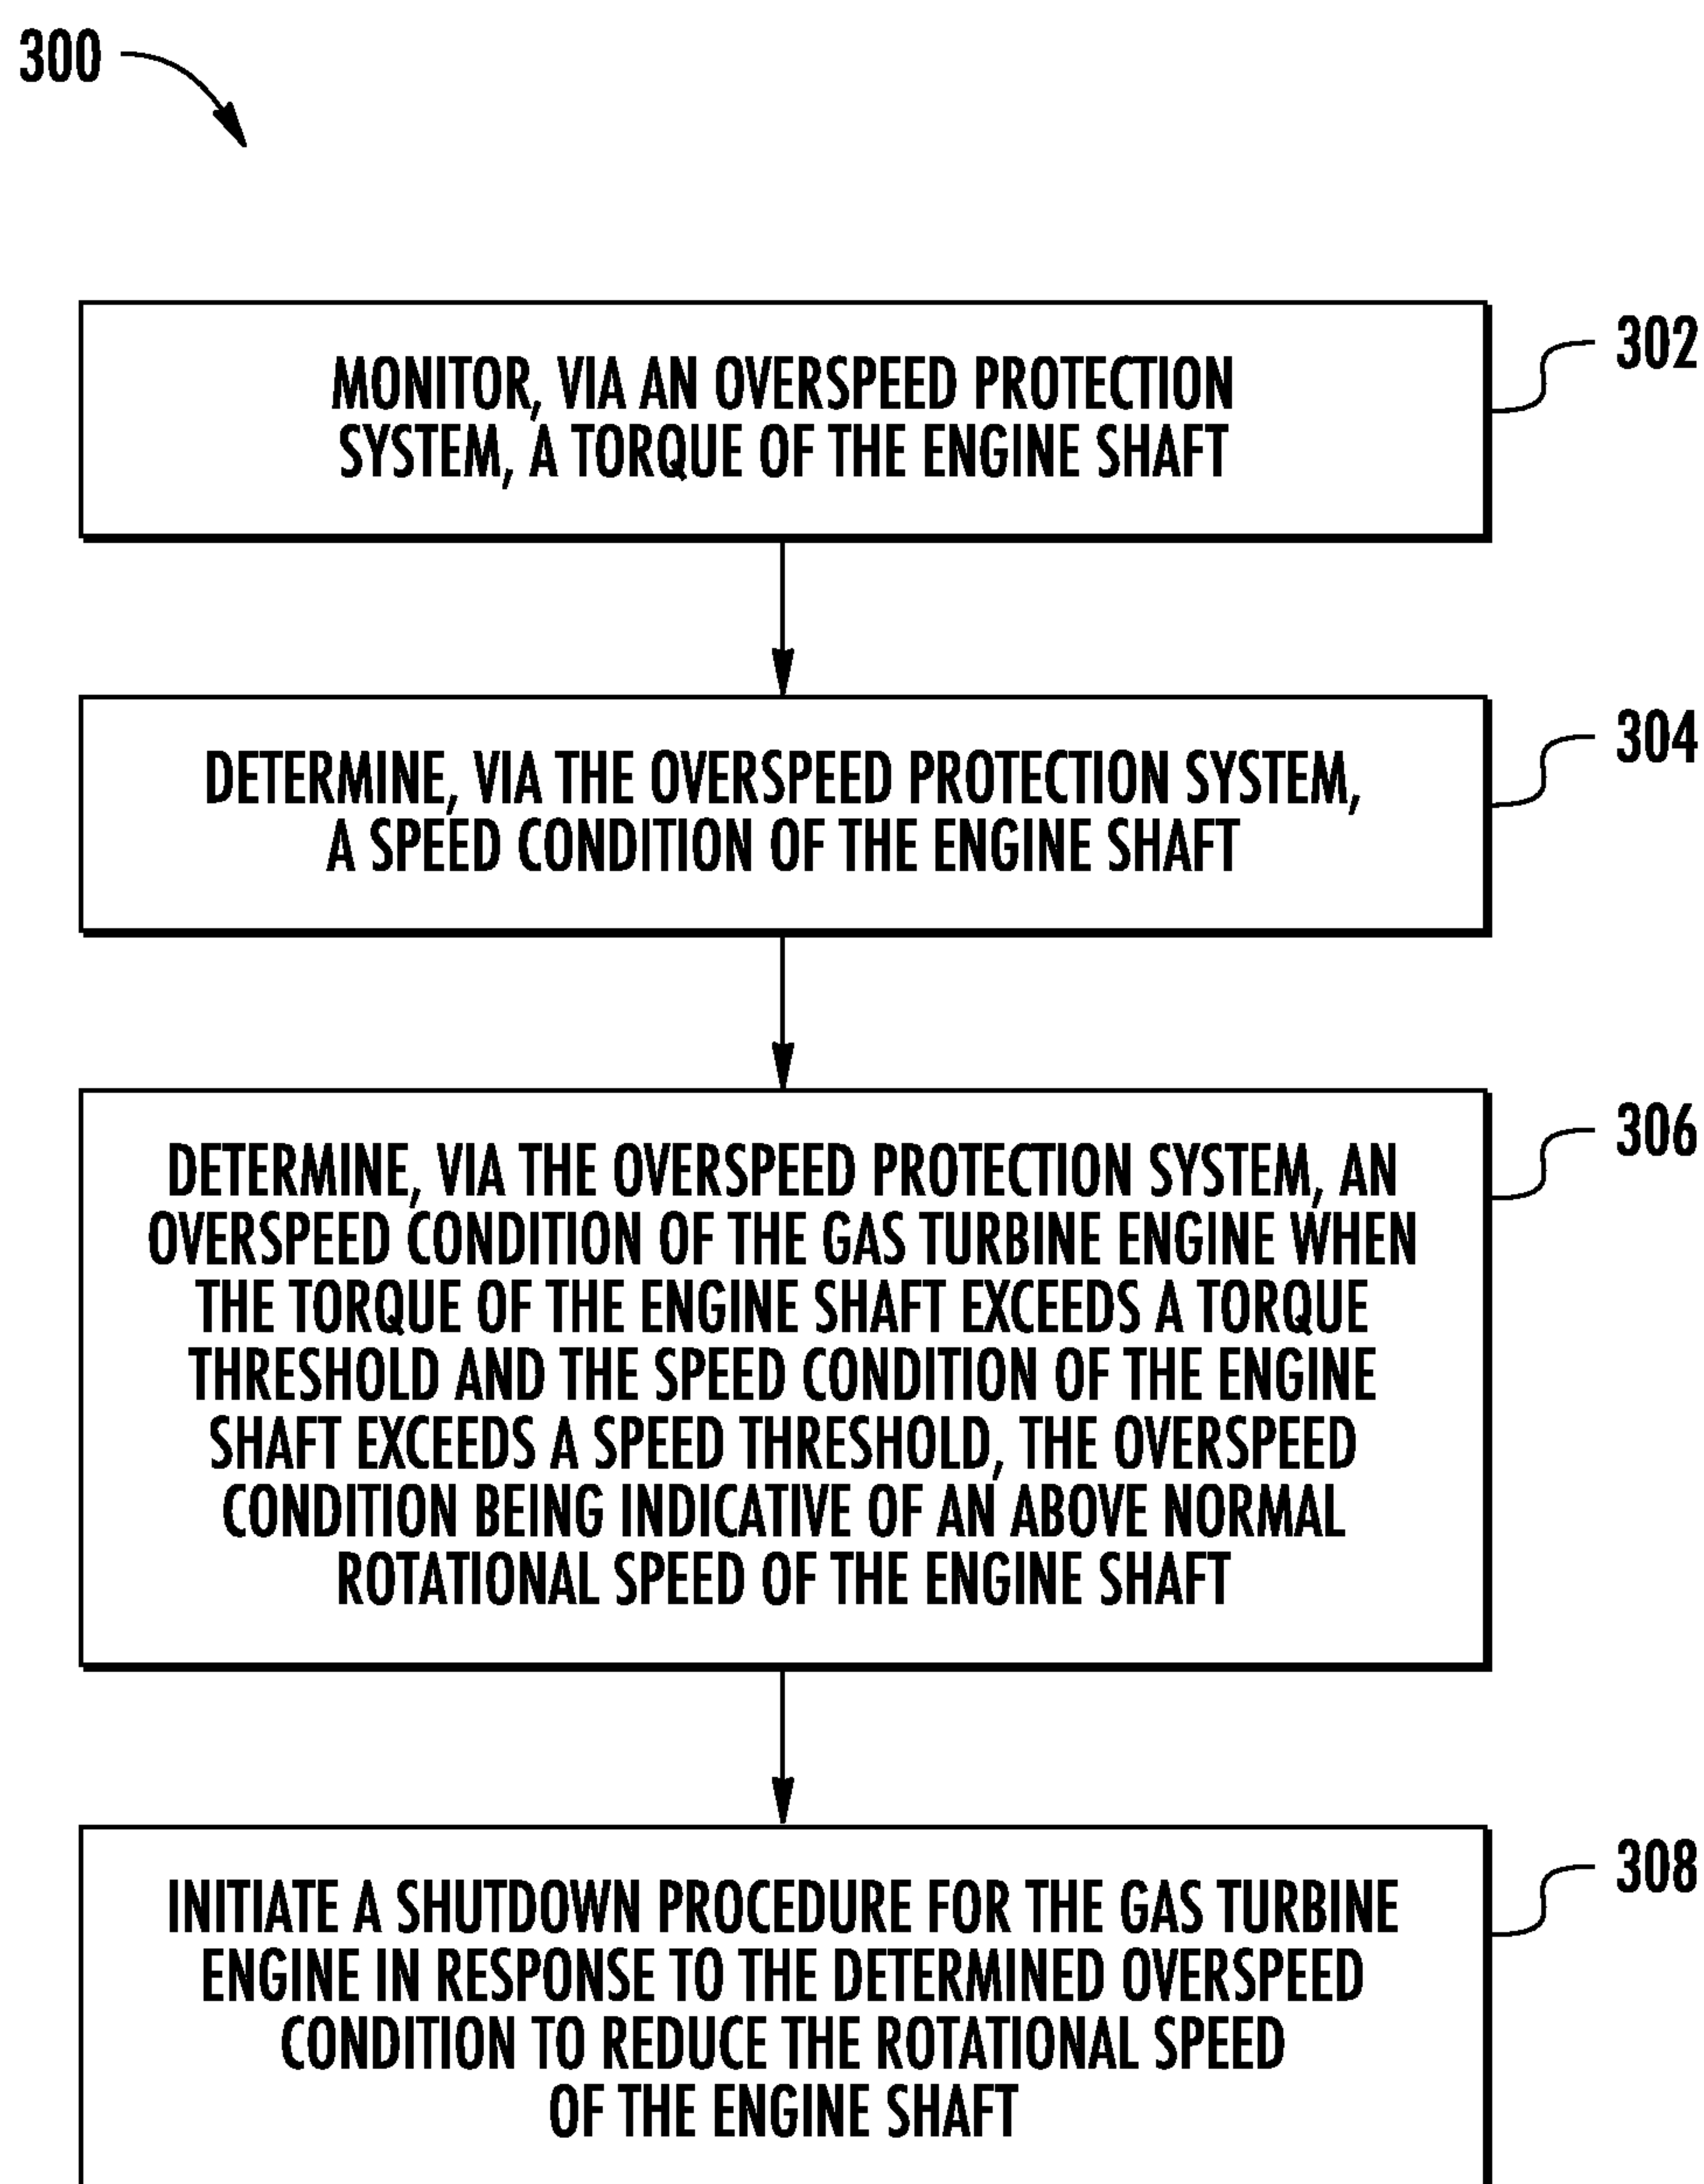 300
302
MONITOR, VIA AN OVERSPEED PROTECTION
SYSTEM, A TORQUE OF THE ENGINE SHAFT
304
DETERMINE, VIA THE OVERSPEED PROTECTION SYSTEM,
A SPEED CONDITION OF THE ENGINE SHAFT
306
DETERMINE, VIA THE OVERSPEED PROTECTION SYSTEM, AN
OVERSPEED CONDITION OF THE GAS TURBINE ENGINE WHEN
THE TORQUE OF THE ENGINE SHAFT EXCEEDS A TORQUE
THRESHOLD AND THE SPEED CONDITION OF THE ENGINE
SHAFT EXCEEDS A SPEED THRESHOLD, THE OVERSPEED
CONDITION BEING INDICATIVE OF AN ABOVE NORMAL
ROTATIONAL SPEED OF THE ENGINE SHAFT
308
INITIATE A SHUTDOWN PROCEDURE FOR THE GAS TURBINE
ENGINE IN RESPONSE TO THE DETERMINED OVERSPEED
CONDITION TO REDUCE THE ROTATIONAL SPEED
OF THE ENGINE SHAFT